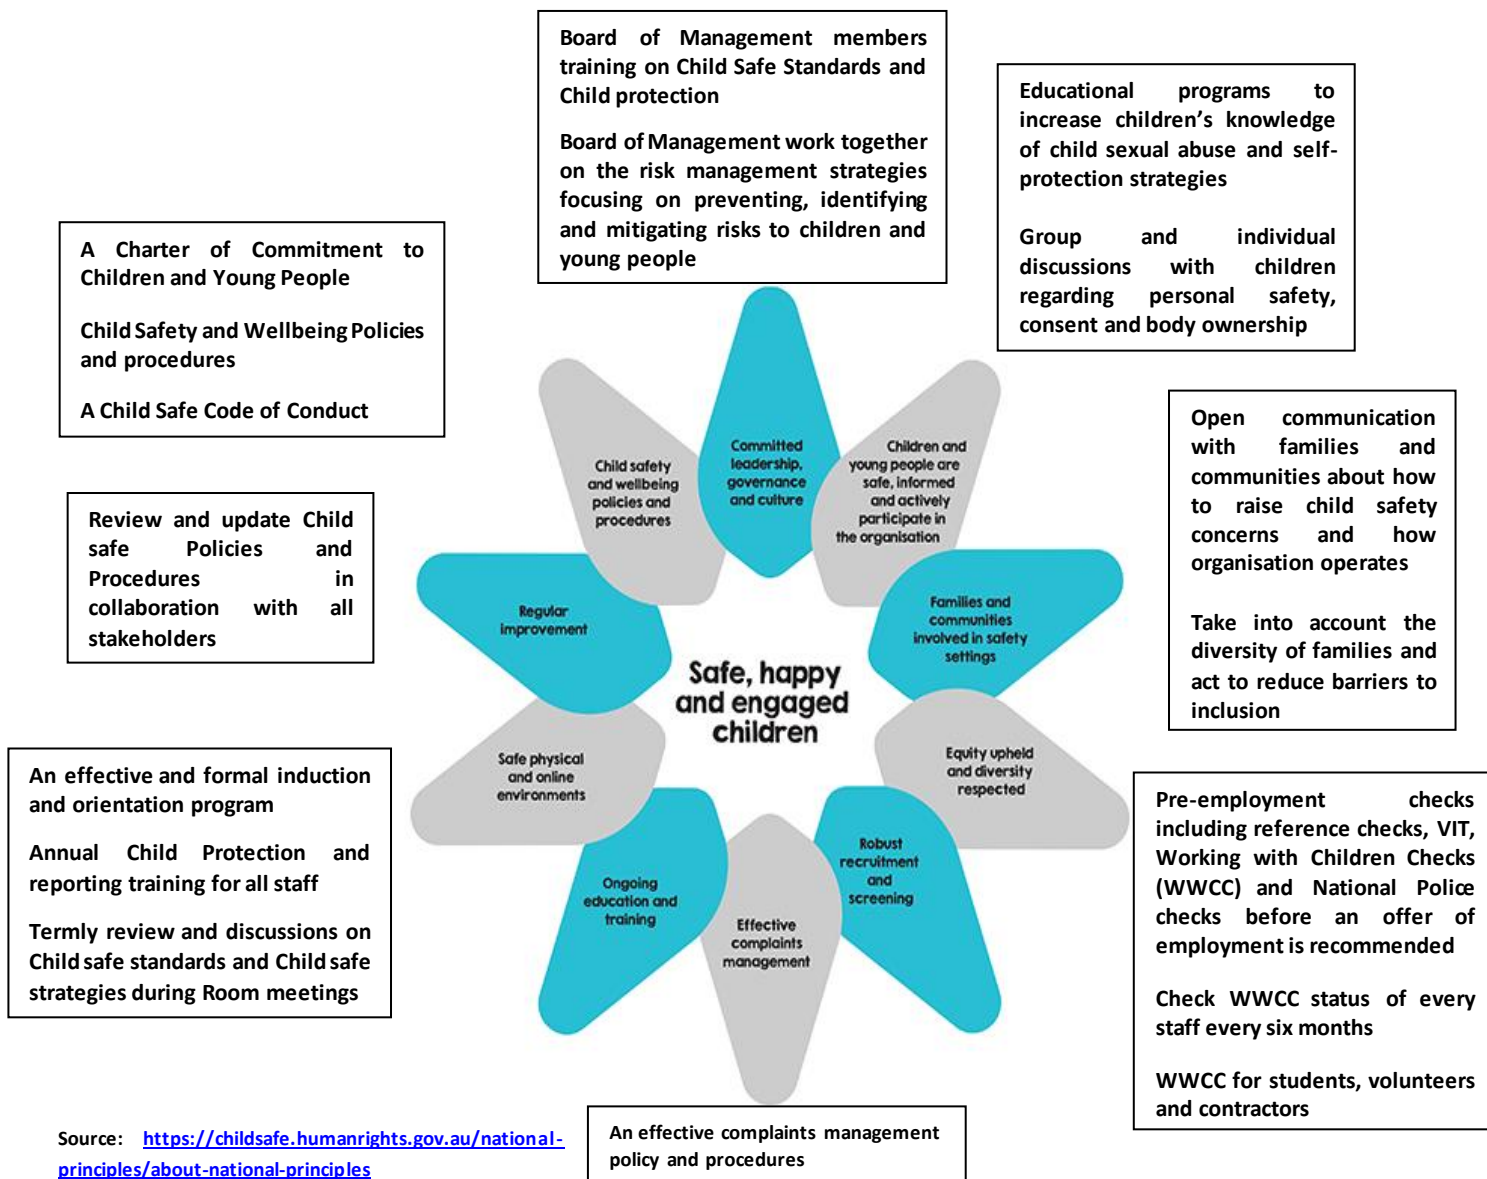 Board of Management members
training on Child Safe Standards and
Child protection
Board of Management work together
on the risk management strategies
focusing on preventing, identifying
and mitigating risks to children and
young people
Educational programs to
increase children's knowledge
of child sexual abuse and self-
protection strategies
Group and individual
discussions with children
regarding personal safety,
consent and body ownership
A Charter of Commitment to
Children and Young People
Child Safety and Wellbeing Policies
and procedures
A Child Safe Code of Conduct
Open communication
with families and
communities about how
to raise child safety
concerns and how
organisation operates
Take into account the
diversity of families and
act to reduce barriers to
inclusion
Review and update Child
safe Policies and
Procedures in
collaboration with all
stakeholders
Committed
leadership,
governance
and culture
Children and
young people are
safe, informed
and actively
participate in
the organisation
Families and
communities
involved in safety
settings
Equity upheld
and diversity
respected
Robust
recruitment
and
screening
Effective
complaints
management
Ongoing
education and
training
Safe physical
and online
environments
Regular
improvement
Child safety
and wellbeing
policies and
procedures
Safe, happy
and engaged
children
An effective and formal induction
and orientation program
Annual Child Protection and
reporting training for all staff
Termly review and discussions on
Child safe standards and Child safe
strategies during Room meetings
Pre-employment checks
including reference checks, VIT,
Working with Children Checks
(WWCC) and National Police
checks before an offer of
employment is recommended
Check WWCC status of every
staff every six months
WWCC for students, volunteers
and contractors
An effective complaints management
policy and procedures
Source: https://childsafe.humanrights.gov.au/national-
principles/about-national-principles